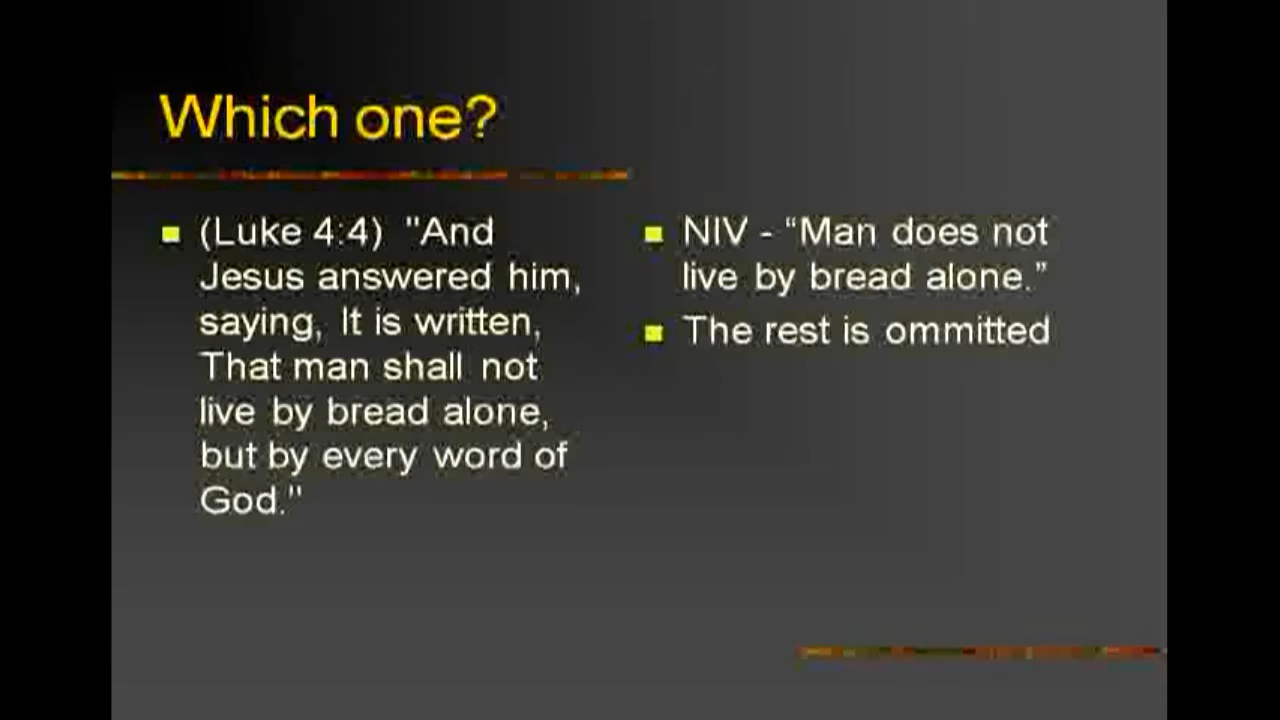 Which one?
(Luke 4:4) "And
Jesus answered him,
saying, It is written,
That man shall not
live by bread alone,
but by every word of
God."
NIV - “Man does not
live by bread alone.”
The rest is ommitted